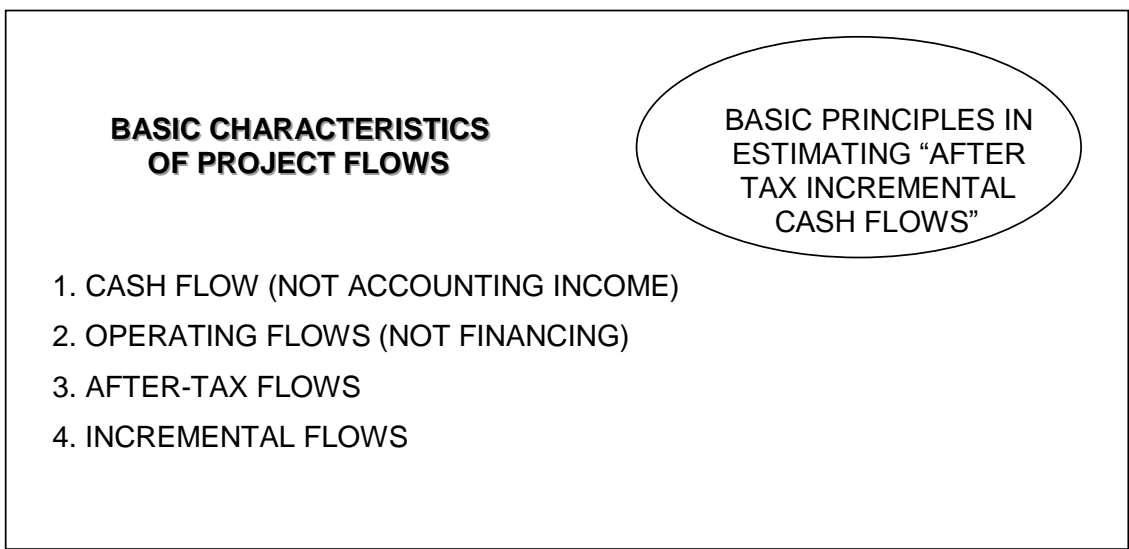 BASIC CHARACTERISTICS
OF PROJECT FLOWS
BASIC PRINCIPLES IN
ESTIMATING “AFTER
TAX INCREMENTAL
CASH FLOWS”
1. CASH FLOW (NOT ACCOUNTING INCOME)
2. OPERATING FLOWS (NOT FINANCING)
3. AFTER-TAX FLOWS
4. INCREMENTAL FLOWS